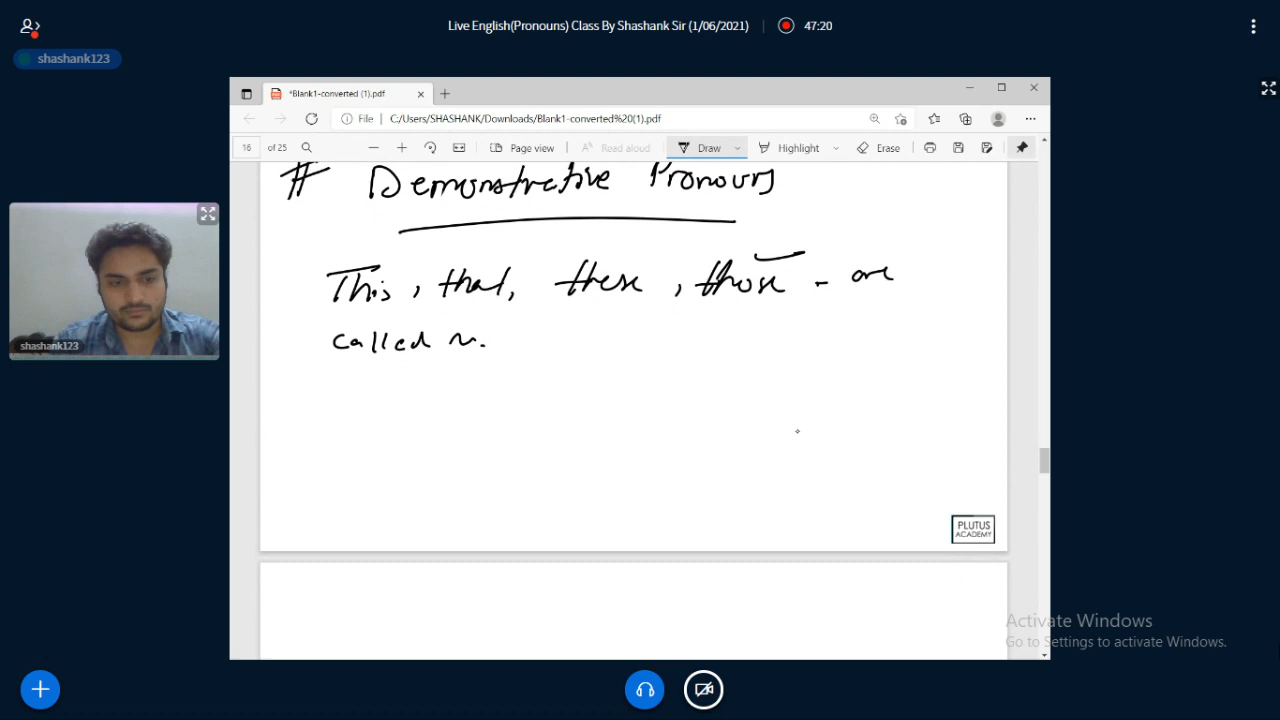 Live English(Pronouns) Class By Shashank Sir (1/06/2021)
47:20
shashank123
*Blank1-converted (1).pdf
File
C:/Users/SHASHANK/Downloads/Blank1-converted%20(1).pdf
16 of 25
Page view
Read aloud
Draw
Highlight
Erase
# Demonstrative Pronouns
This, that, these, those - are
called
shashank123
PLUTUS
ACADEMY
Activate Windows
Go to Settings to activate Windows.